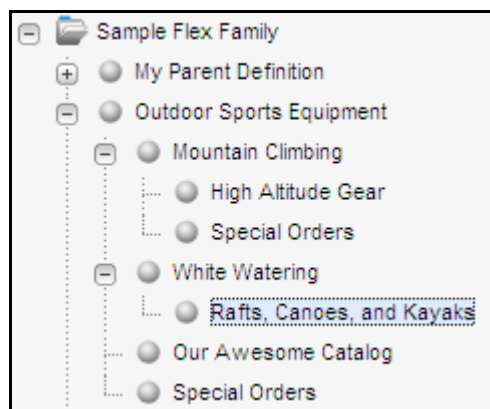 Sample Flex Family
My Parent Definition
Outdoor Sports Equipment
Mountain Climbing
High Altitude Gear
Special Orders
White Watering
Rafts, Canoes, and Kayaks
Our Awesome Catalog
Special Orders